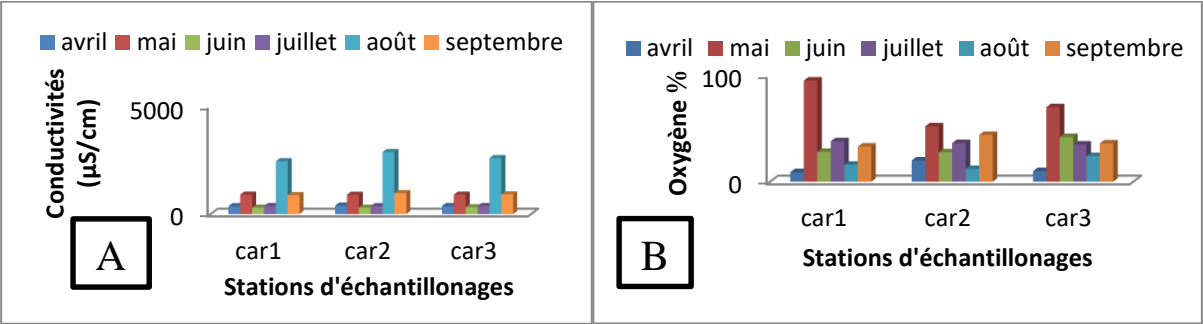 avril mai juin juillet août septembre
Conductivités
(µS/cm)
5000
0
car1 car2 car3
Stations d'échantillonages
A
avril mai juin juillet août septembre
Oxygène %
100
0
car1 car2 car3
Stations d'échantillonages
B